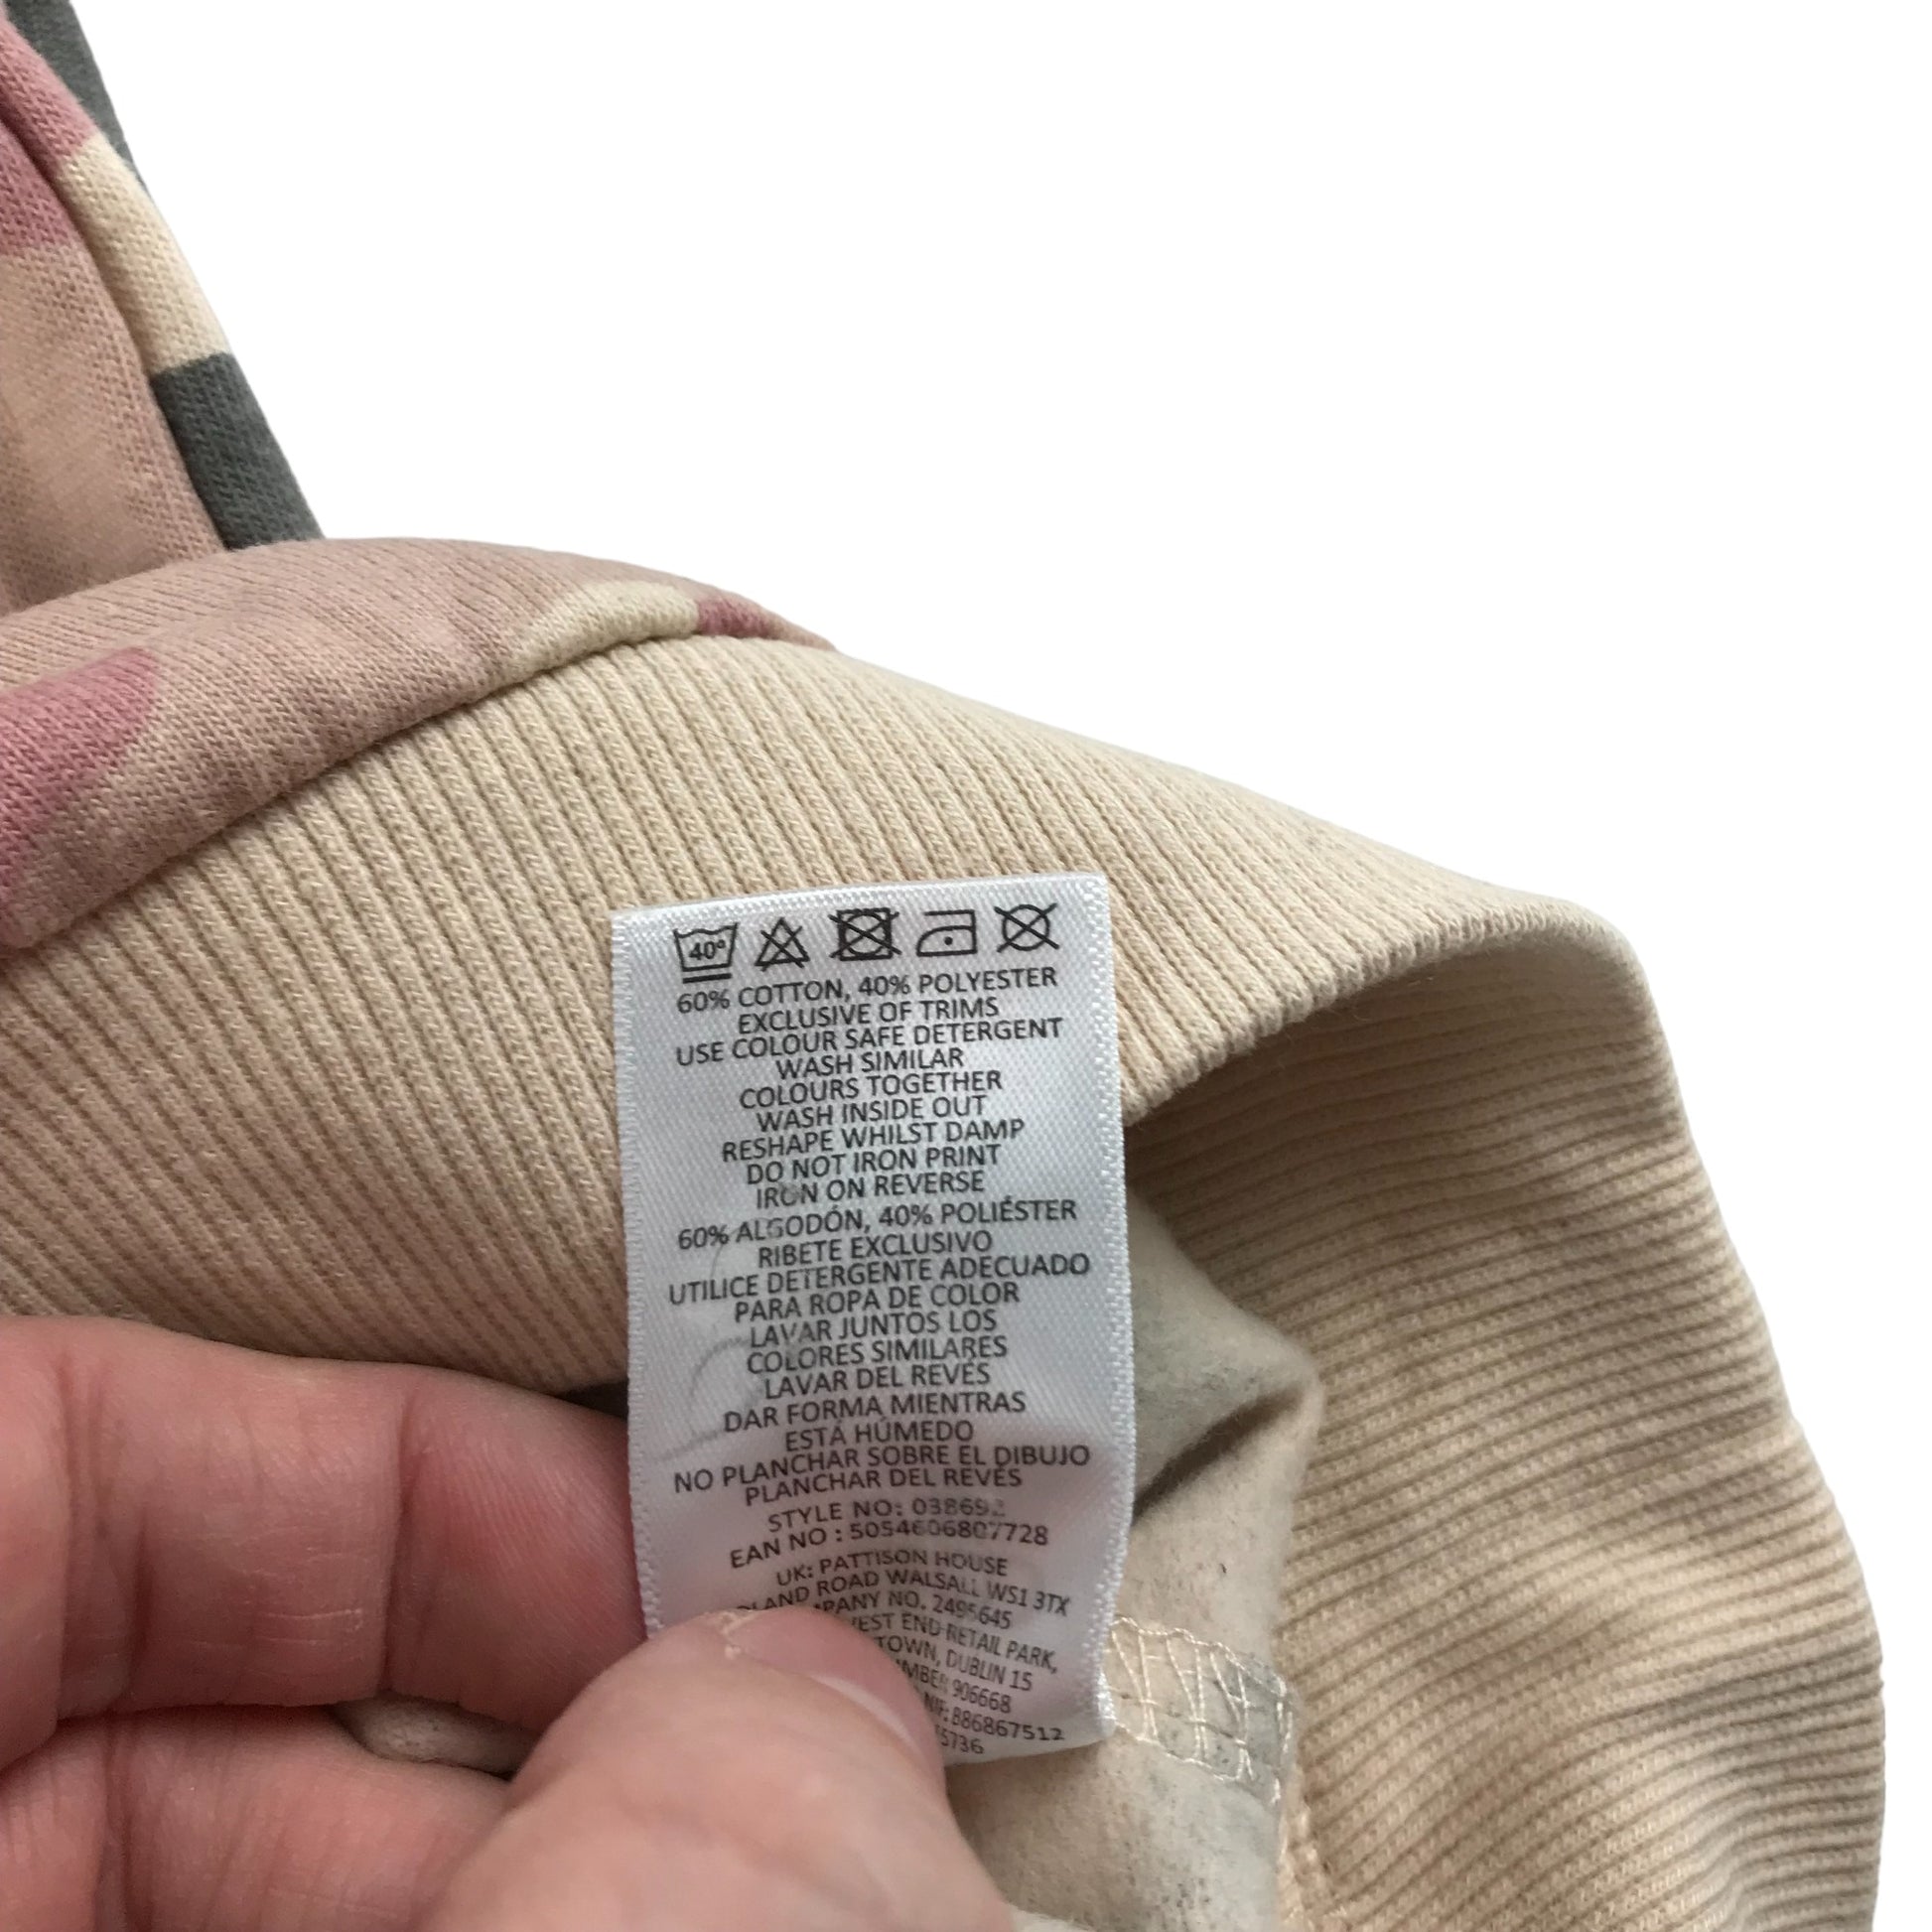 40°
60% COTTON, 40% POLYESTER
EXCLUSIVE OF TRIMS
USE COLOUR SAFE DETERGENT
WASH SIMILAR
COLOURS TOGETHER
WASH INSIDE OUT
RESHAPE WHILST DAMP
DO NOT IRON PRINT
IRON ON REVERSE
60% ALGODÓN, 40% POLIÉSTER
RIBETE EXCLUSIVO
UTILICE DETERGENTE ADECUADO
PARA ROPA DE COLOR
LAVAR JUNTOS LOS
COLORES SIMILARES
LAVAR DEL REVÉS
DAR FORMA MIENTRAS
ESTÁ HÚMEDO
NO PLANCHAR SOBRE EL DIBUJO
PLANCHAR DEL REVÉS
STYLE NO:
EAN NO : 5054606807728
UK: PATTISON HOUSE
ROAD WALSALL WS1 3TX
NO. 2495645
WEST END RETAIL PARK,
DUBLIN 15
906668
NIF: B86867512